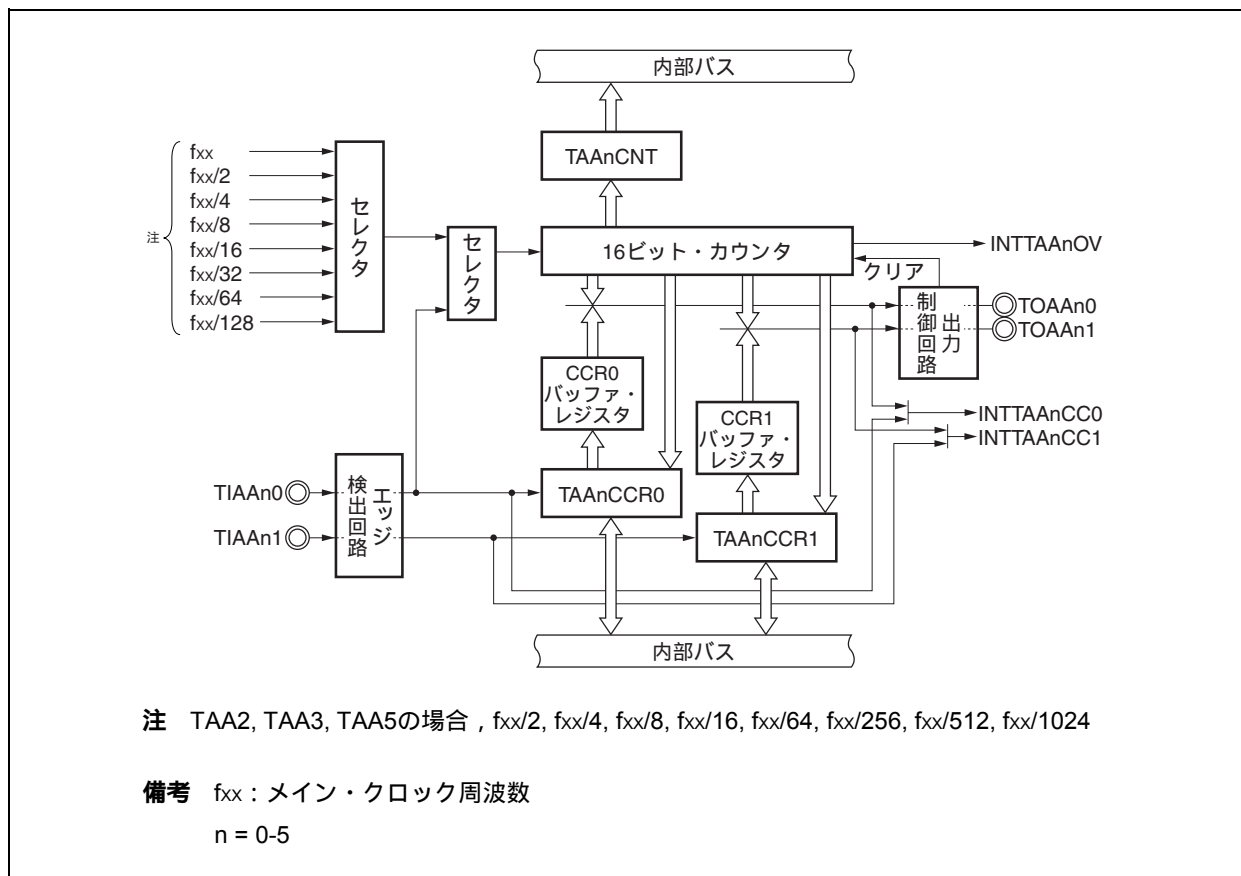 内部バス
TAAnCNT
注
fxx
fxx/2
fxx/4
fxx/8
fxx/16
fxx/32
fxx/64
fxx/128
セレクタ
セレクタ
16ビット・カウンタ
INTTAAnOV
クリア
出力
制御回路
TOAAn0
TOAAn1
CCR0
バッファ・
レジスタ
CCR1
バッファ・
レジスタ
INTTAAnCC0
INTTAAnCC1
TIAAn0
TIAAn1
エッジ
検出回路
TAAnCCR0
TAAnCCR1
内部バス
注 TAA2, TAA3, TAA5の場合，fxx/2, fxx/4, fxx/8, fxx/16, fxx/64, fxx/256, fxx/512, fxx/1024
備考 fxx：メイン・クロック周波数
n = 0-5